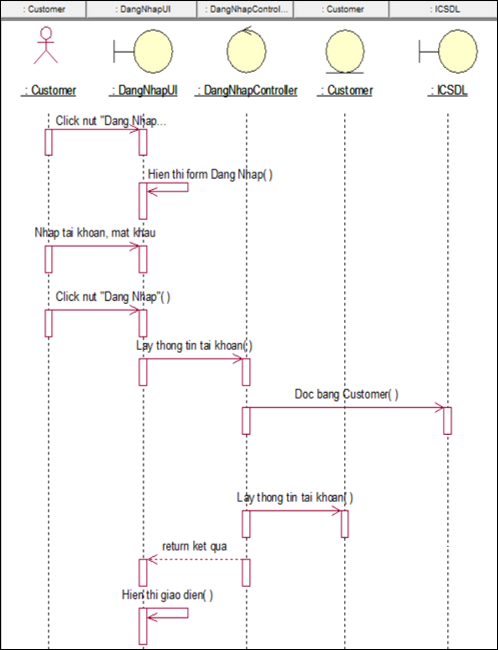 : Customer
: DangNhapUI
: DangNhapControl...
: Customer
: ICSDL
: Customer
: DangNhapUI
: DangNhapController
: Customer
: ICSDL
Click nut "Dang Nhap...
Hien thi form Dang Nhap( )
Nhap tai khoan, mat khau
Click nut "Dang Nhap"( )
Lay thong tin tai khoan( )
Doc bang Customer( )
Lay thong tin tai khoan( )
return ket qua
Hien thi giao dien( )